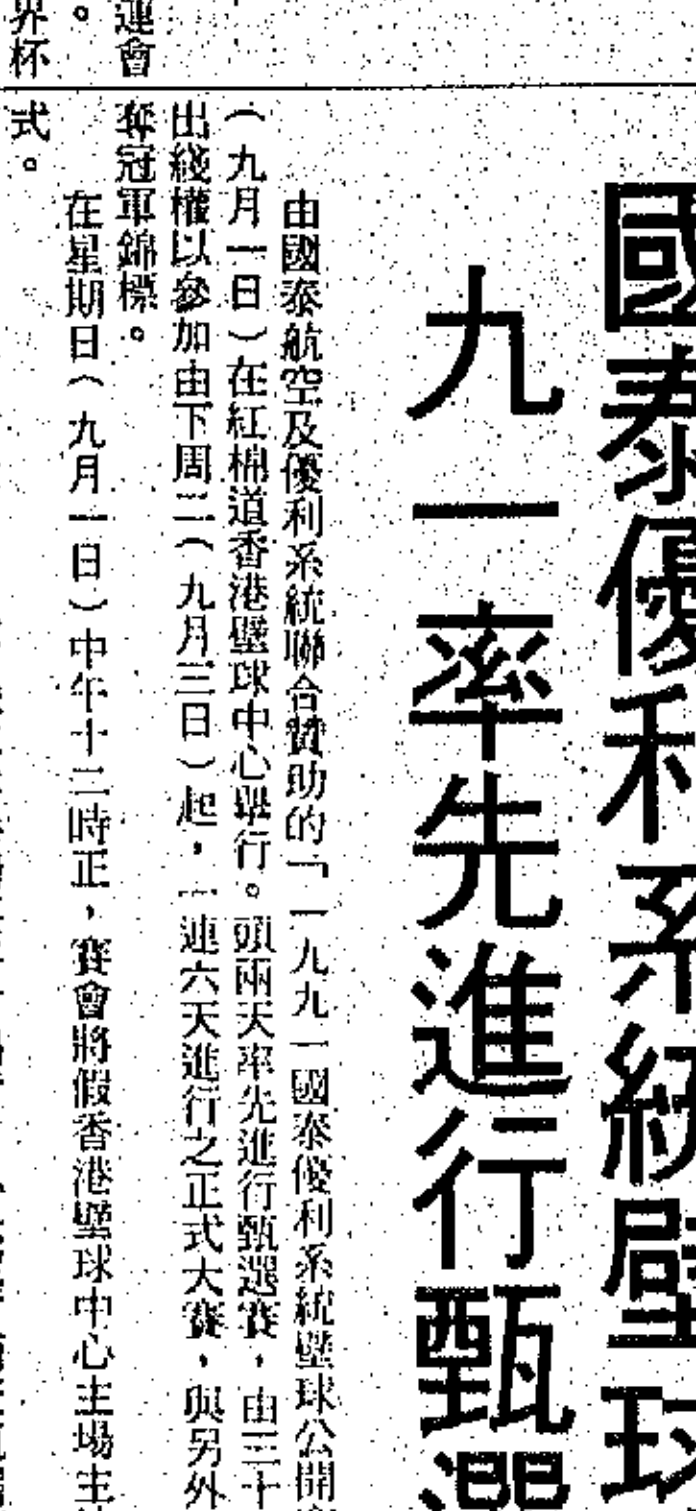 國泰優利系統壁球
九一率先進行甄選
由國泰航空及優利系統聯合贊助的「一九九一國泰優利系統壁球公開
（九月一日）在紅棉道香港壁球中心舉行。頭兩天率先進行甄選賽，由三十
出綫權以參加由下周二（九月三日）起，一連六天進行之正式大賽，與另外
奪冠軍錦標。
在星期日（九月一日）中午十二時正，賽會將假香港壁球中心主場主
運會
。
界杯
式。